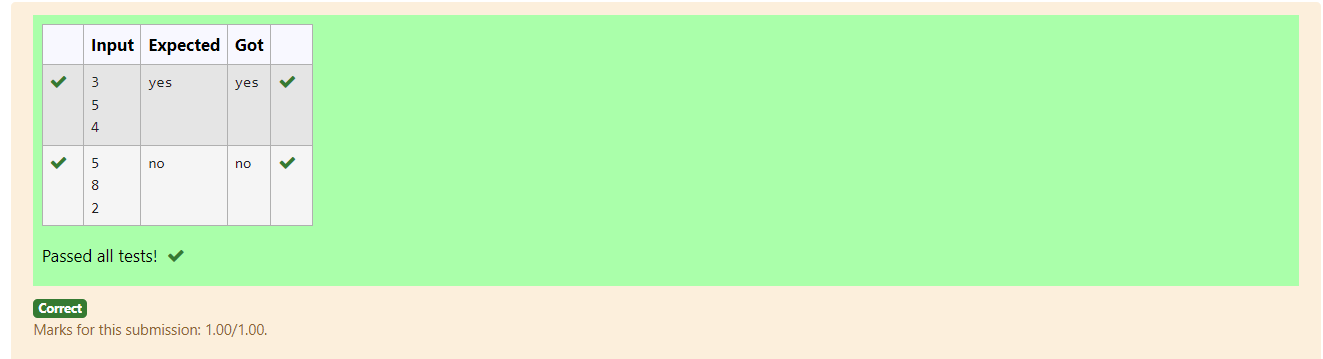 Input Expected Got
3 yes yes
5
4
5 no no
8
2
Passed all tests!
Correct
Marks for this submission: 1.00/1.00.